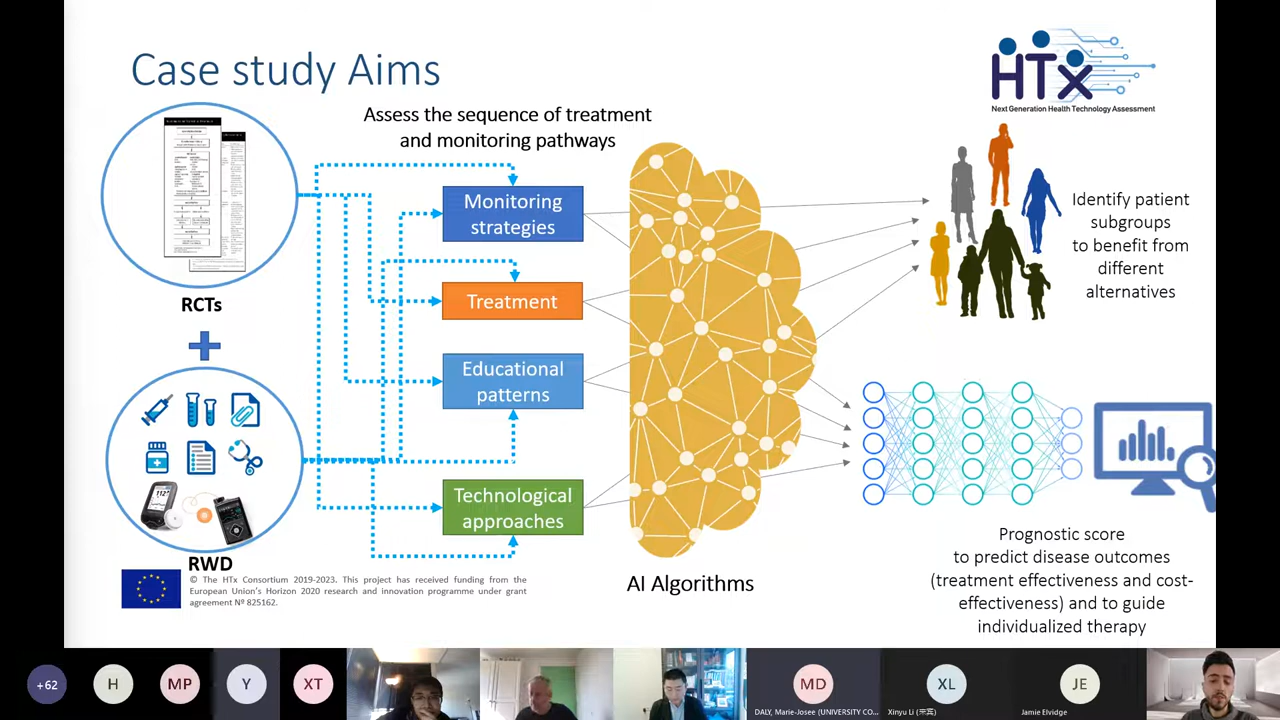 Case study Aims
HTx
Next Generation Health Technology Assessment
Assess the sequence of treatment
and monitoring pathways
RCTs
RWD
Monitoring
strategies
Treatment
Educational
patterns
Technological
approaches
AI Algorithms
Identify patient
subgroups
to benefit from
different
alternatives
Prognostic score
to predict disease outcomes
(treatment effectiveness and cost-
effectiveness) and to guide
individualized therapy
© The HTx Consortium 2019-2023. This project has received funding from the
European Union's Horizon 2020 research and innovation programme under grant
agreement Nº 825162.
+62
H
MP
Y
XT
MD
DALY, Marie-Josee (UNIVERSITY CO...
XL
JE
Jamie Elvidge